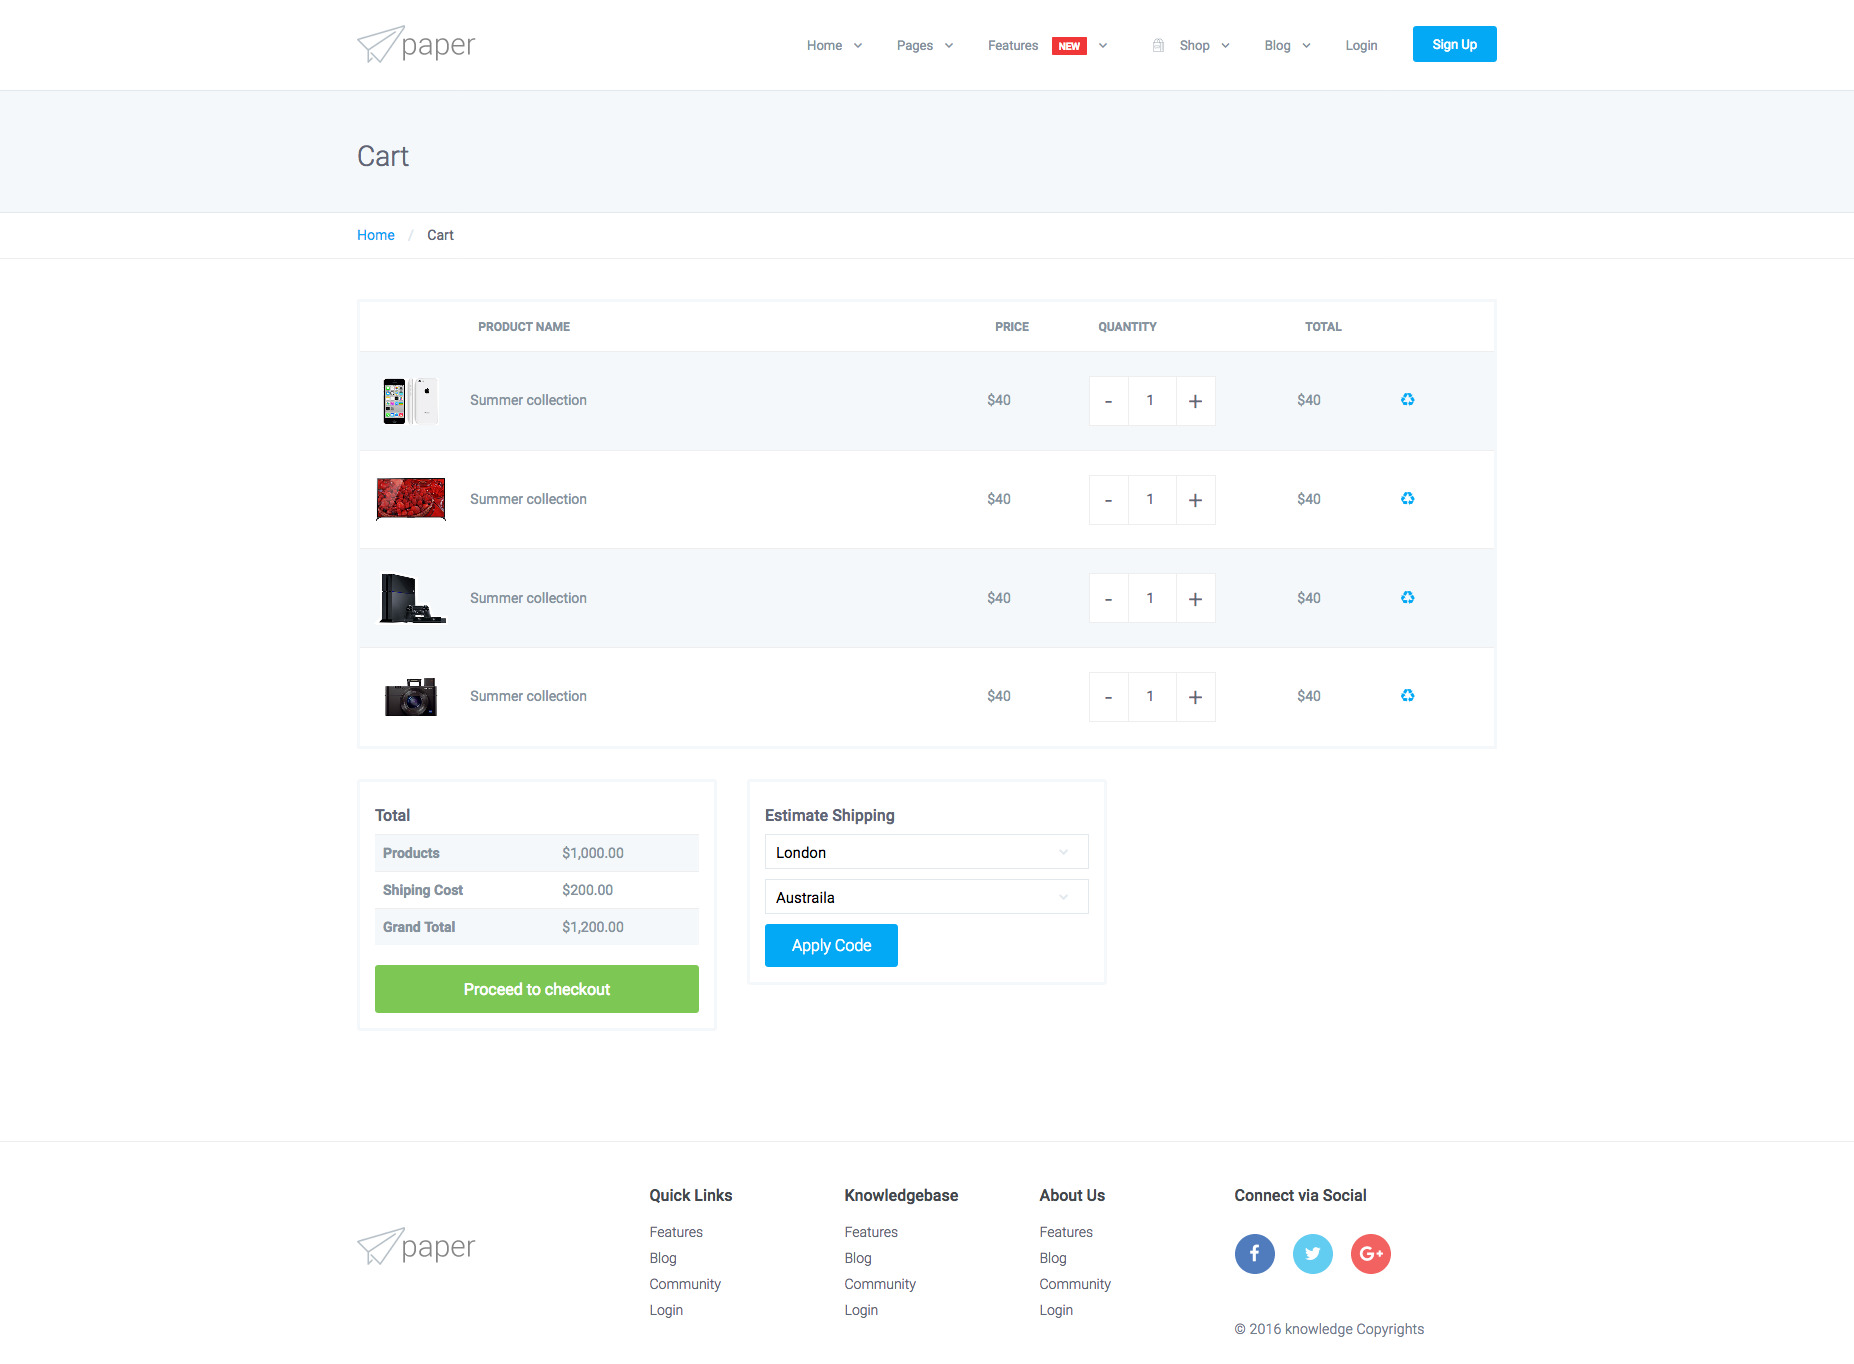 paper
Home Pages Features NEW Shop Blog Login Sign Up
Cart
Home / Cart
PRODUCT NAME PRICE QUANTITY TOTAL
Summer collection $40 - 1 + $40
Summer collection $40 - 1 + $40
Summer collection $40 - 1 + $40
Summer collection $40 - 1 + $40
Total
Products $1,000.00
Shiping Cost $200.00
Grand Total $1,200.00
Proceed to checkout
Estimate Shipping
London
Austraila
Apply Code
paper
Quick Links
Features
Blog
Community
Login
Knowledgebase
Features
Blog
Community
Login
About Us
Features
Blog
Community
Login
Connect via Social
f G+
© 2016 knowledge Copyrights